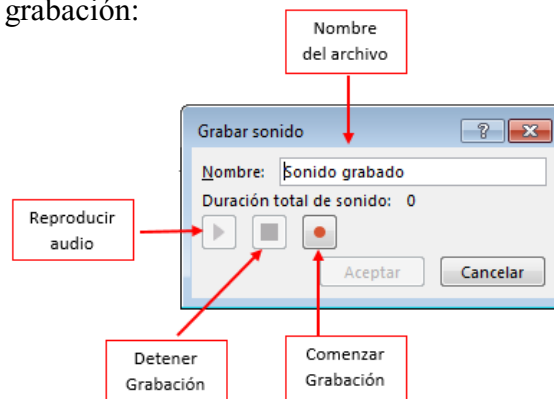 grabación:
Nombre
del archivo
Grabar sonido
Nombre: Sonido grabado
Duración total de sonido: 0
Reproducir
audio
Aceptar Cancelar
Detener
Grabación
Comenzar
Grabación